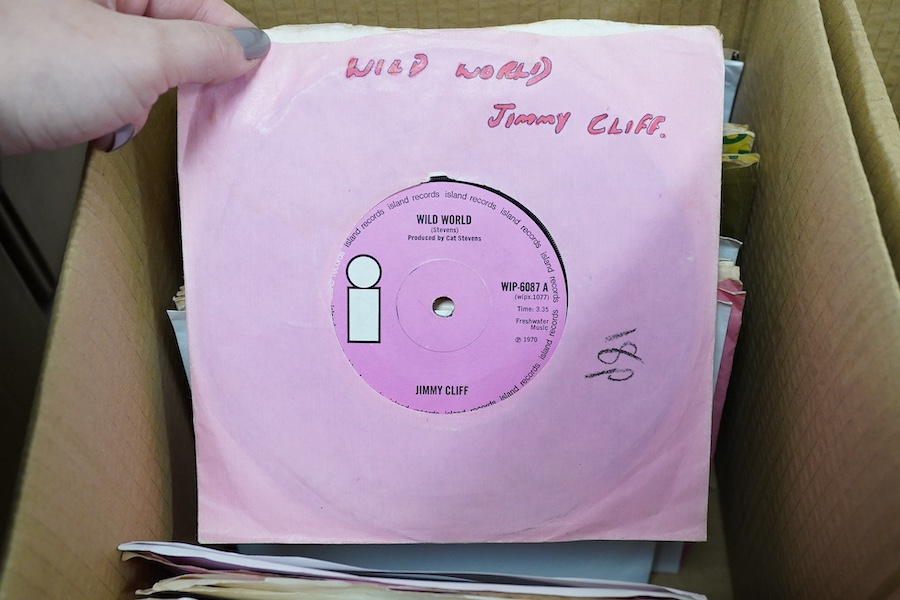 WILD WORLD
JIMMY CLIFF.
island records island records island records island records island records island records
WILD WORLD
(Stevens)
Produced by Cat Stevens
WIP-6087 A
(wipx.1077)
Time: 3.35
Freshwater
Music
℗ 1970
JIMMY CLIFF